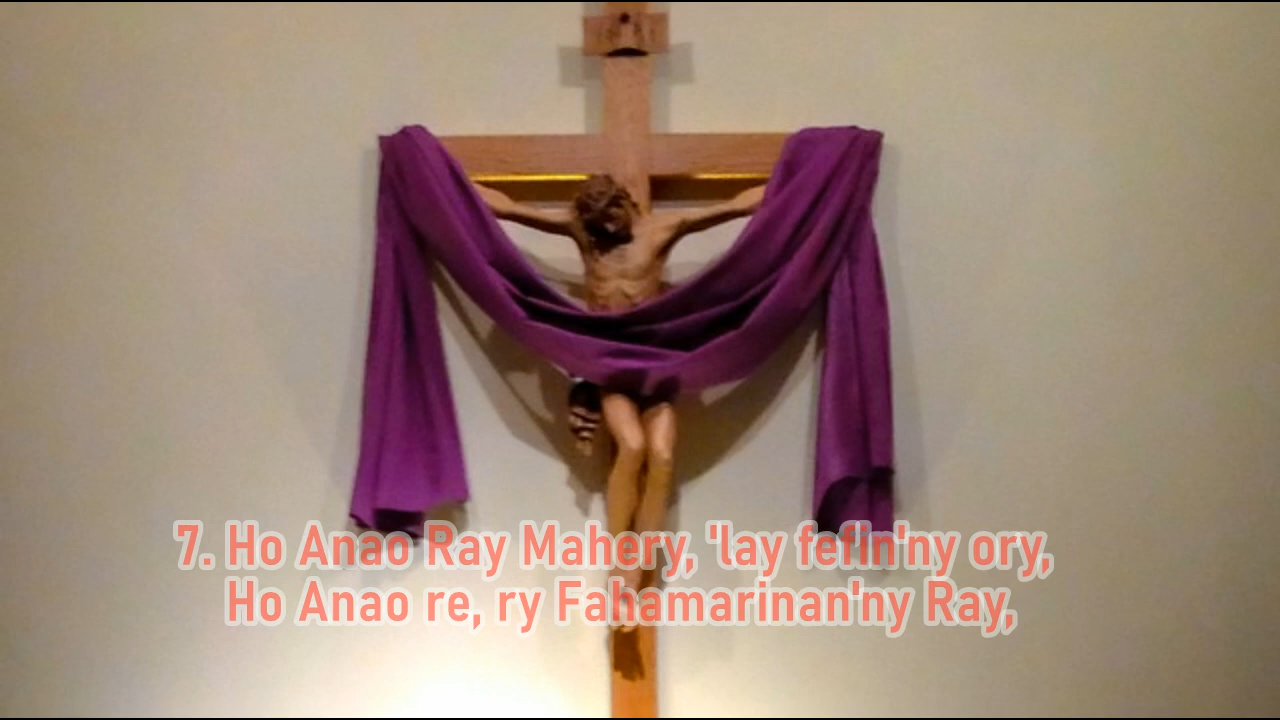 7. Ho Anao Ray Mahery, 'lay fefin'ny ory,
Ho Anao re, ry Fahamarinan'ny Ray,